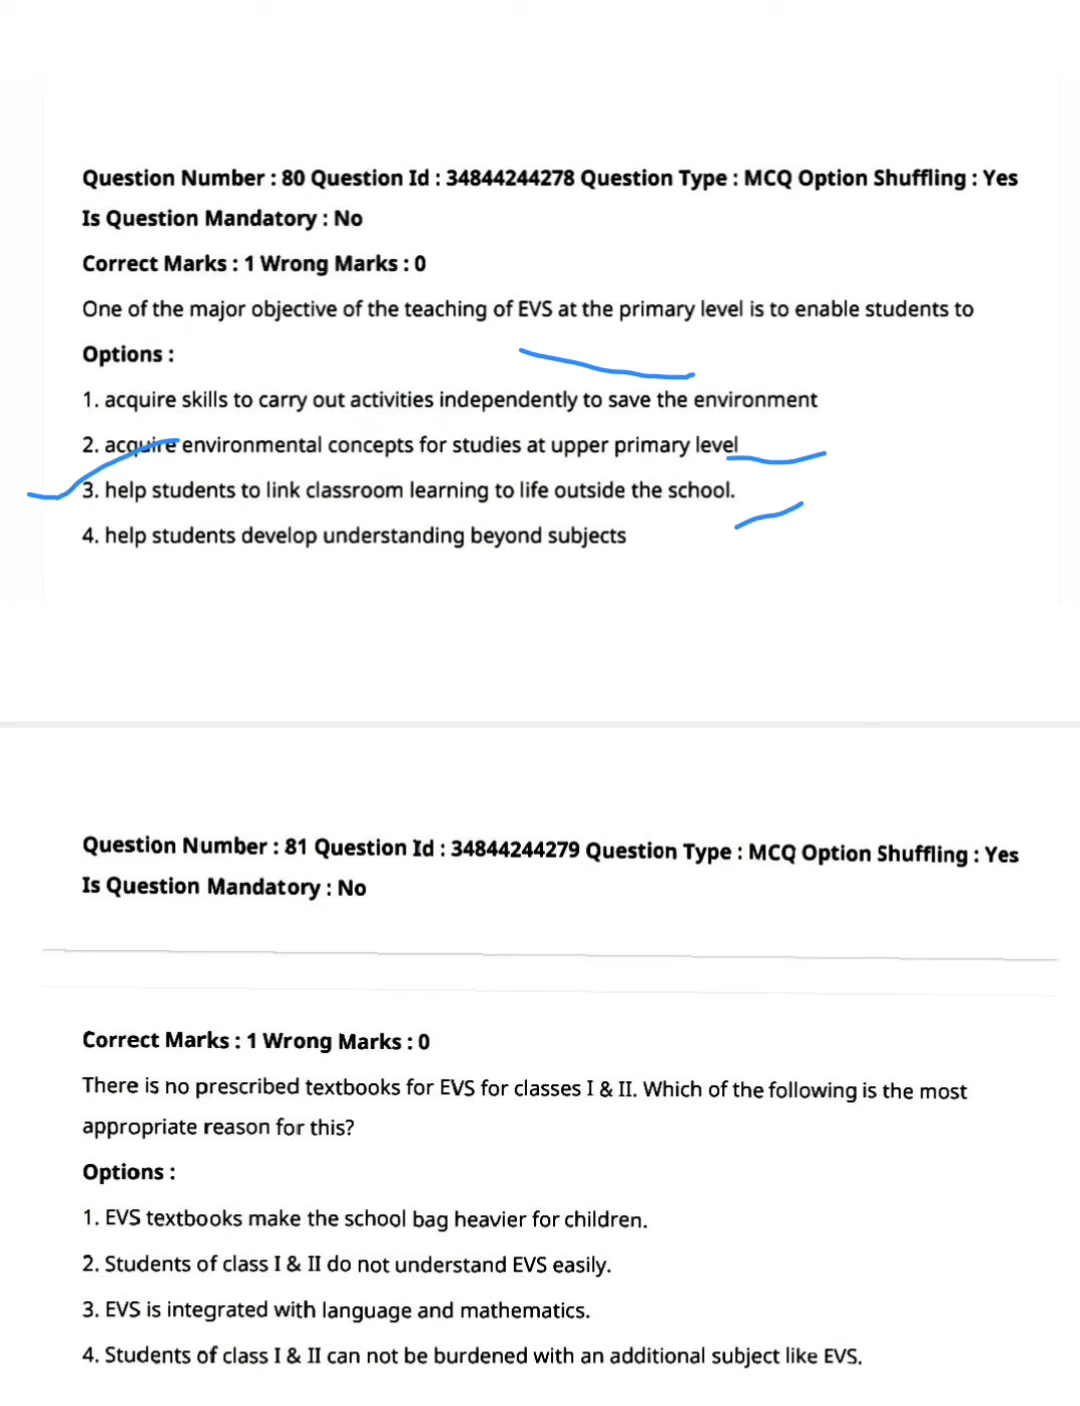 Question Number : 80 Question Id : 34844244278 Question Type : MCQ Option Shuffling : Yes
Is Question Mandatory : No
Correct Marks : 1 Wrong Marks : 0
One of the major objective of the teaching of EVS at the primary level is to enable students to
Options :
1. acquire skills to carry out activities independently to save the environment
2. acquire environmental concepts for studies at upper primary level
3. help students to link classroom learning to life outside the school.
4. help students develop understanding beyond subjects
Question Number : 81 Question Id : 34844244279 Question Type : MCQ Option Shuffling : Yes
Is Question Mandatory : No
Correct Marks : 1 Wrong Marks : 0
There is no prescribed textbooks for EVS for classes I & II. Which of the following is the most
appropriate reason for this?
Options :
1. EVS textbooks make the school bag heavier for children.
2. Students of class I & II do not understand EVS easily.
3. EVS is integrated with language and mathematics.
4. Students of class I & II can not be burdened with an additional subject like EVS.